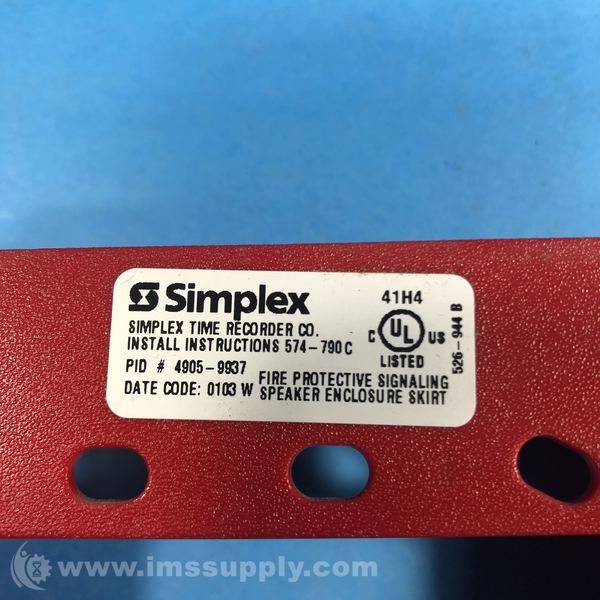 Simplex
41H4
SIMPLEX TIME RECORDER CO.
INSTALL INSTRUCTIONS 574-790 C
C UL US
LISTED
PID # 4905-9937
DATE CODE: 0103 W
FIRE PROTECTIVE SIGNALING
SPEAKER ENCLOSURE SKIRT
526-944 B
www.imssupply.com